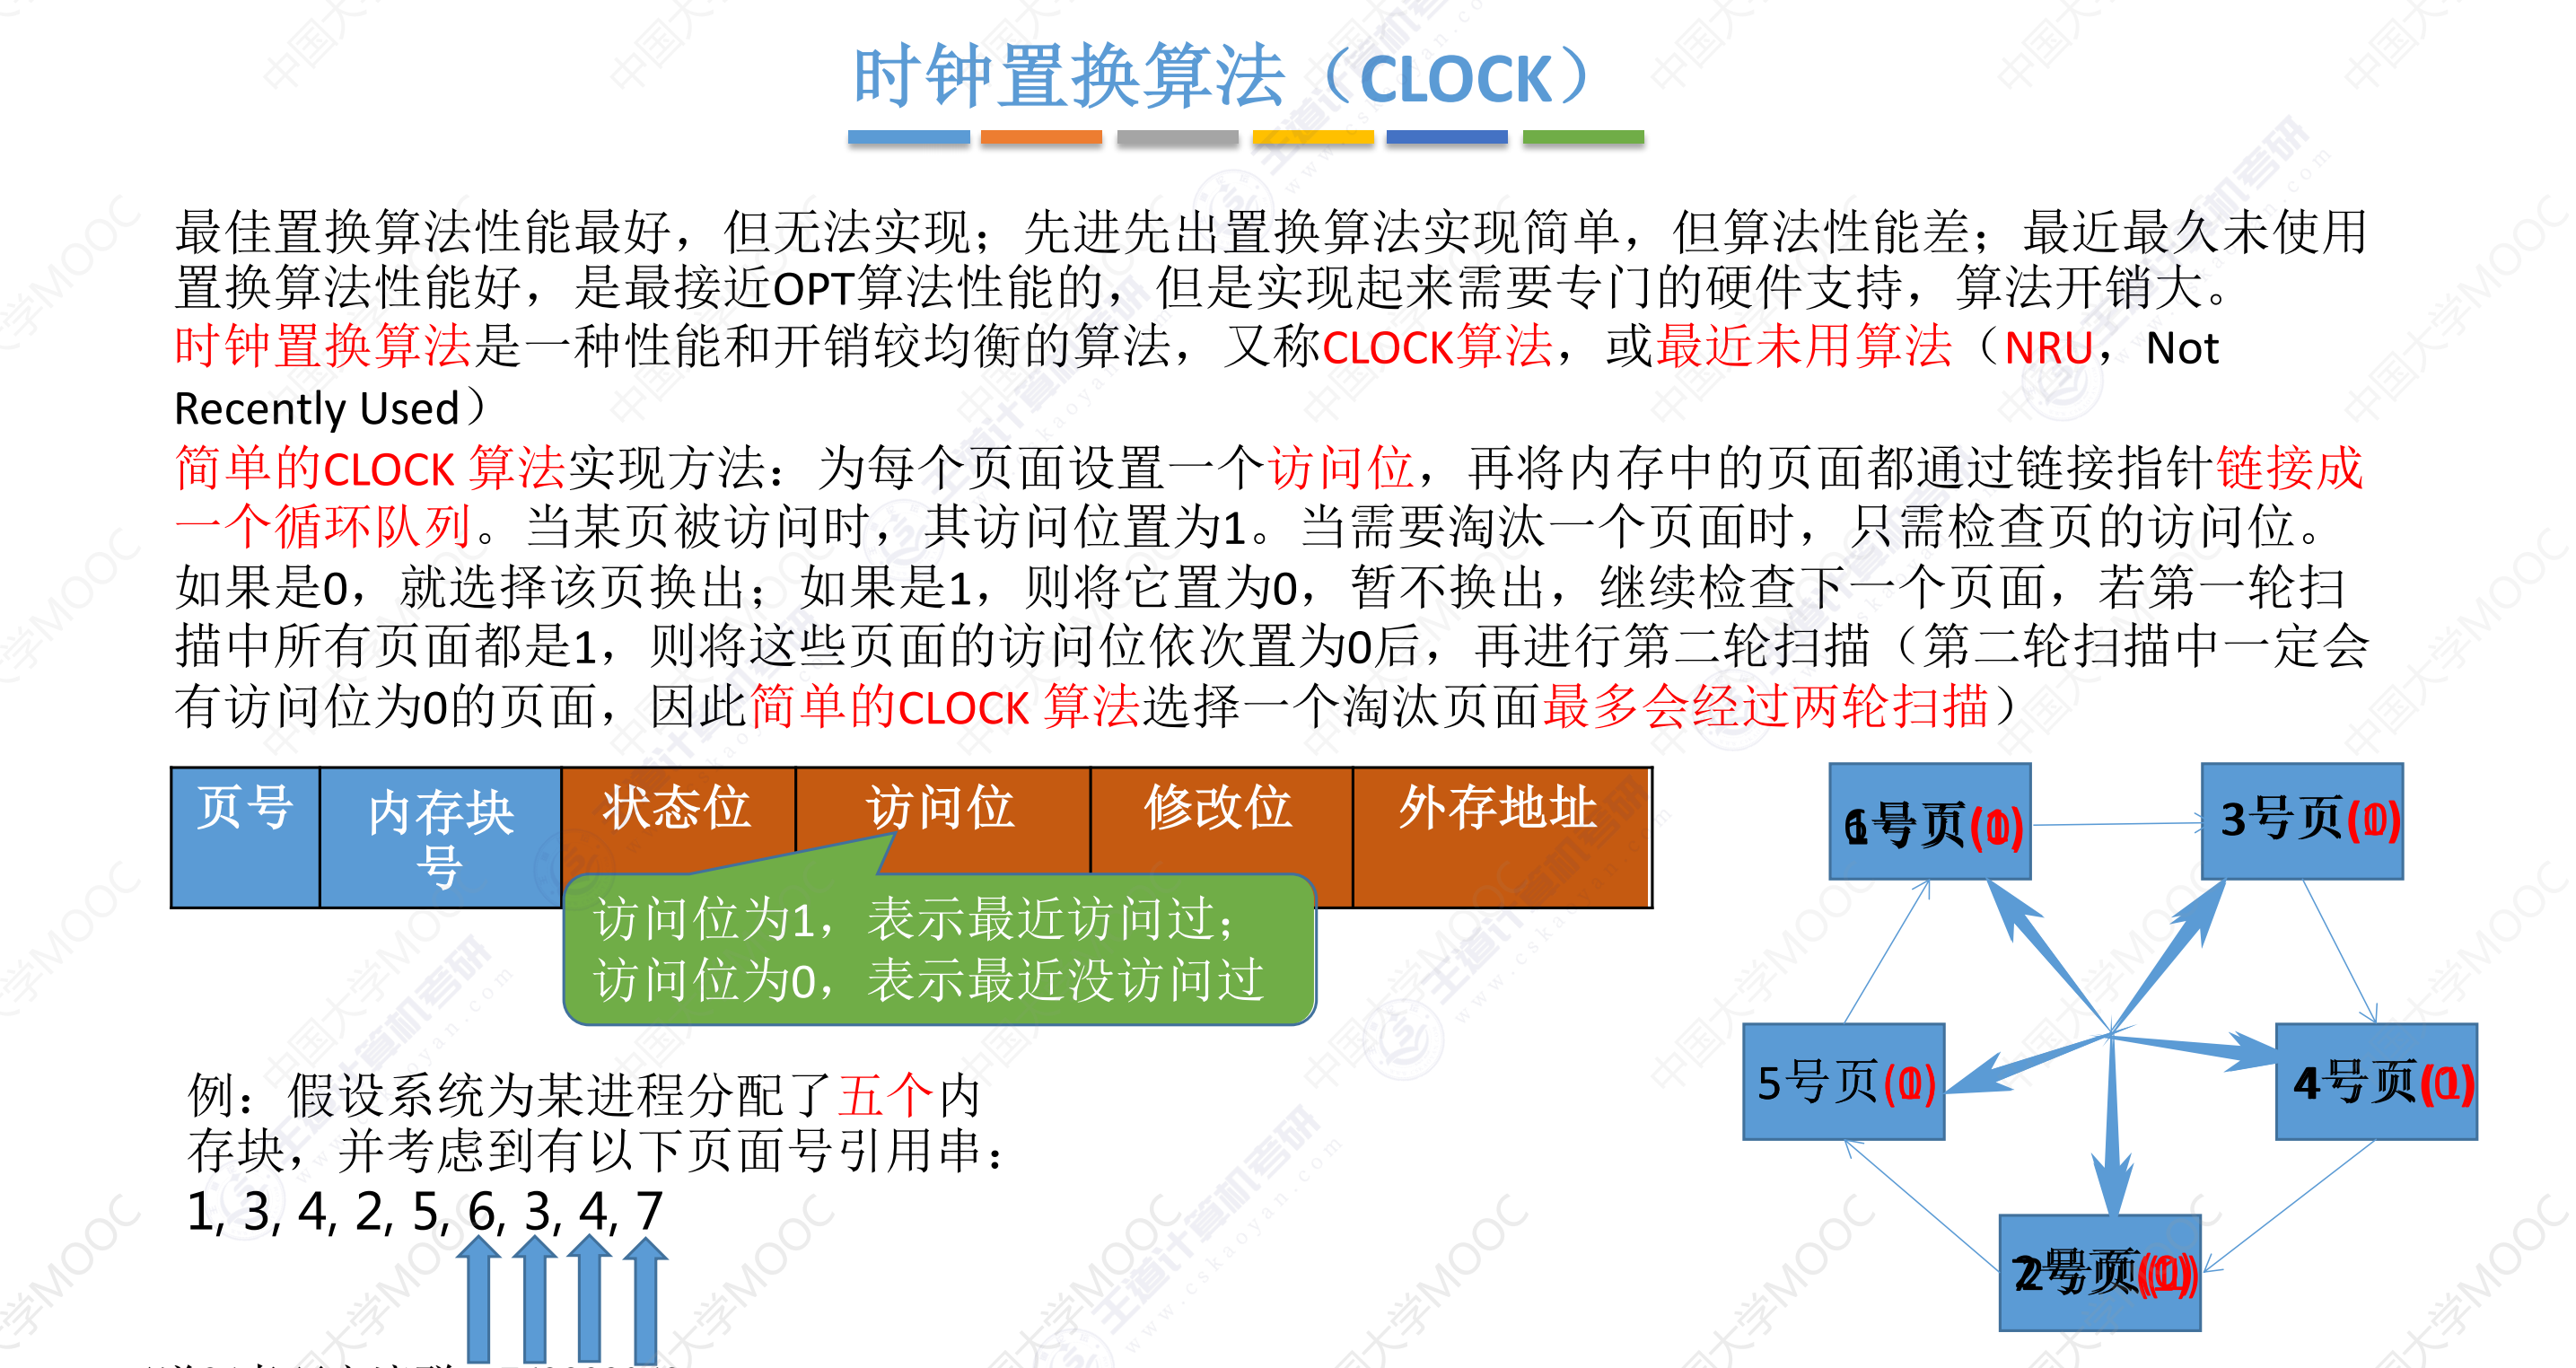 时钟置换算法（CLOCK）
最佳置换算法性能最好，但无法实现；先进先出置换算法实现简单，但算法性能差；最近最久未使用
置换算法性能好，是最接近OPT算法性能的，但是实现起来需要专门的硬件支持，算法开销大。
时钟置换算法是一种性能和开销较均衡的算法，又称CLOCK算法，或最近未用算法（NRU，Not
Recently Used）
简单的CLOCK 算法实现方法：为每个页面设置一个访问位，再将内存中的页面都通过链接指针链接成
一个循环队列。当某页被访问时，其访问位置为1。当需要淘汰一个页面时，只需检查页的访问位。
如果是0，就选择该页换出；如果是1，则将它置为0，暂不换出，继续检查下一个页面，若第一轮扫
描中所有页面都是1，则将这些页面的访问位依次置为0后，再进行第二轮扫描（第二轮扫描中一定会
有访问位为0的页面，因此简单的CLOCK 算法选择一个淘汰页面最多会经过两轮扫描）
页号 内存块号 状态位 访问位 修改位 外存地址
访问位为1，表示最近访问过；
访问位为0，表示最近没访问过
例：假设系统为某进程分配了五个内
存块，并考虑到有以下页面号引用串：
1, 3, 4, 2, 5, 6, 3, 4, 7
号页
3号页
5号页
4号页
号页
中国大学MOOC
王道计算机考研
www.cskaoyan.com